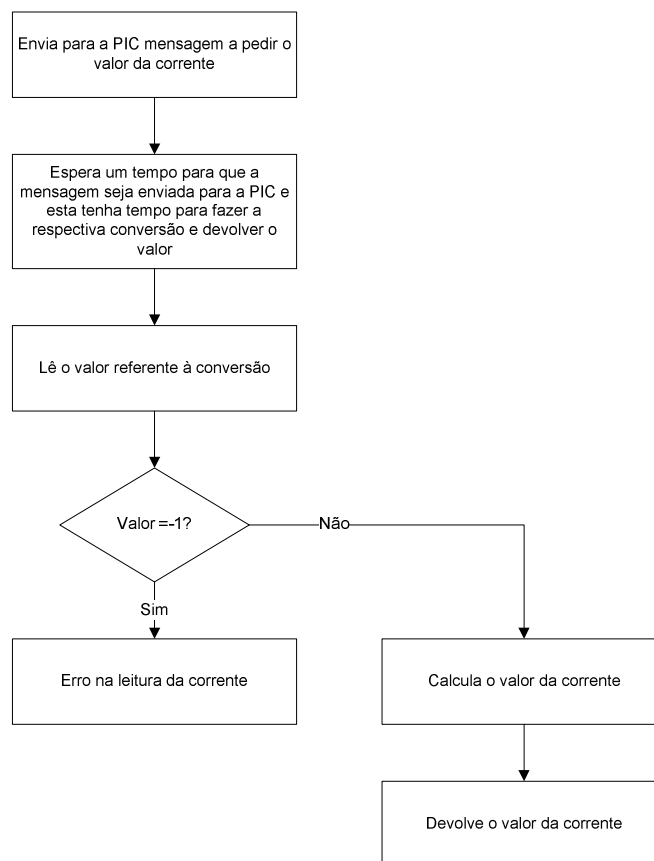 Envia para a PIC mensagem a pedir o
valor da corrente
Espera um tempo para que a
mensagem seja enviada para a PIC e
esta tenha tempo para fazer a
respectiva conversão e devolver o
valor
Lê o valor referente à conversão
Valor =-1?
Não
Sim
Erro na leitura da corrente
Calcula o valor da corrente
Devolve o valor da corrente